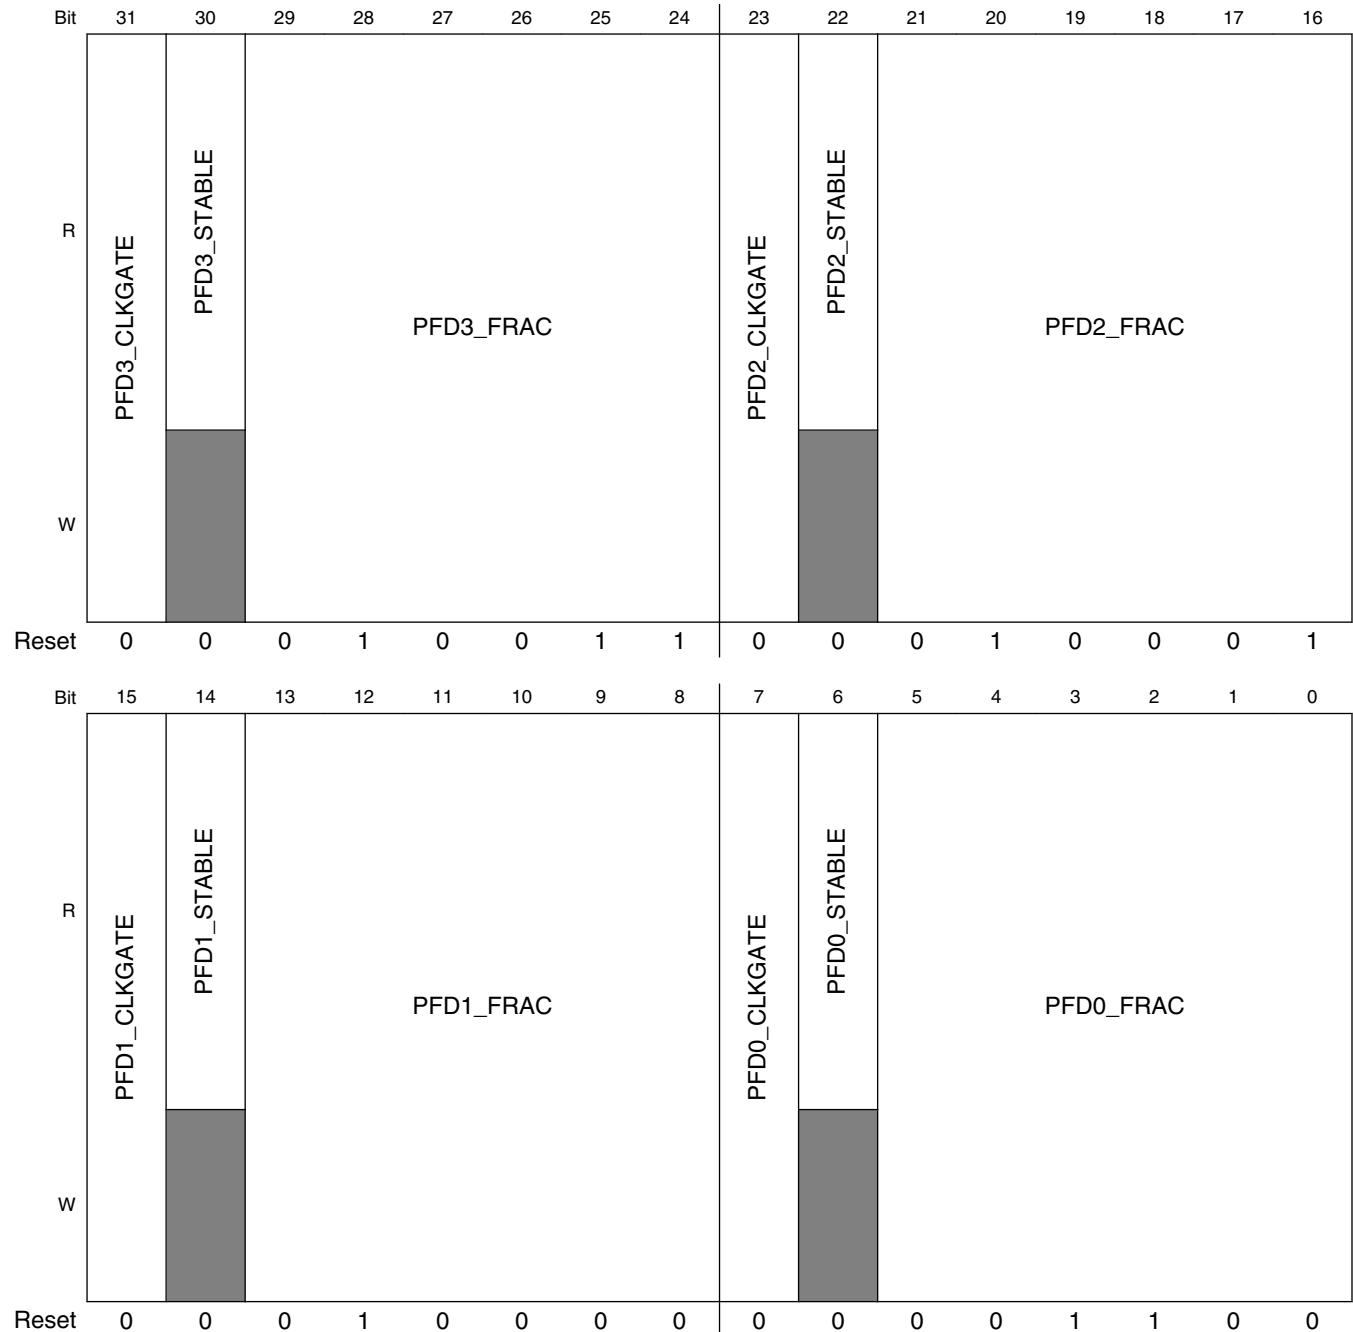 Bit 31 30 29 28 27 26 25 24 23 22 21 20 19 18 17 16
R
W
PFD3_CLKGATE
PFD3_STABLE
PFD3_FRAC
PFD2_CLKGATE
PFD2_STABLE
PFD2_FRAC
Reset 0 0 0 1 0 0 1 1 0 0 0 1 0 0 0 1
Bit 15 14 13 12 11 10 9 8 7 6 5 4 3 2 1 0
R
W
PFD1_CLKGATE
PFD1_STABLE
PFD1_FRAC
PFD0_CLKGATE
PFD0_STABLE
PFD0_FRAC
Reset 0 0 0 1 0 0 0 0 0 0 0 0 1 1 0 0